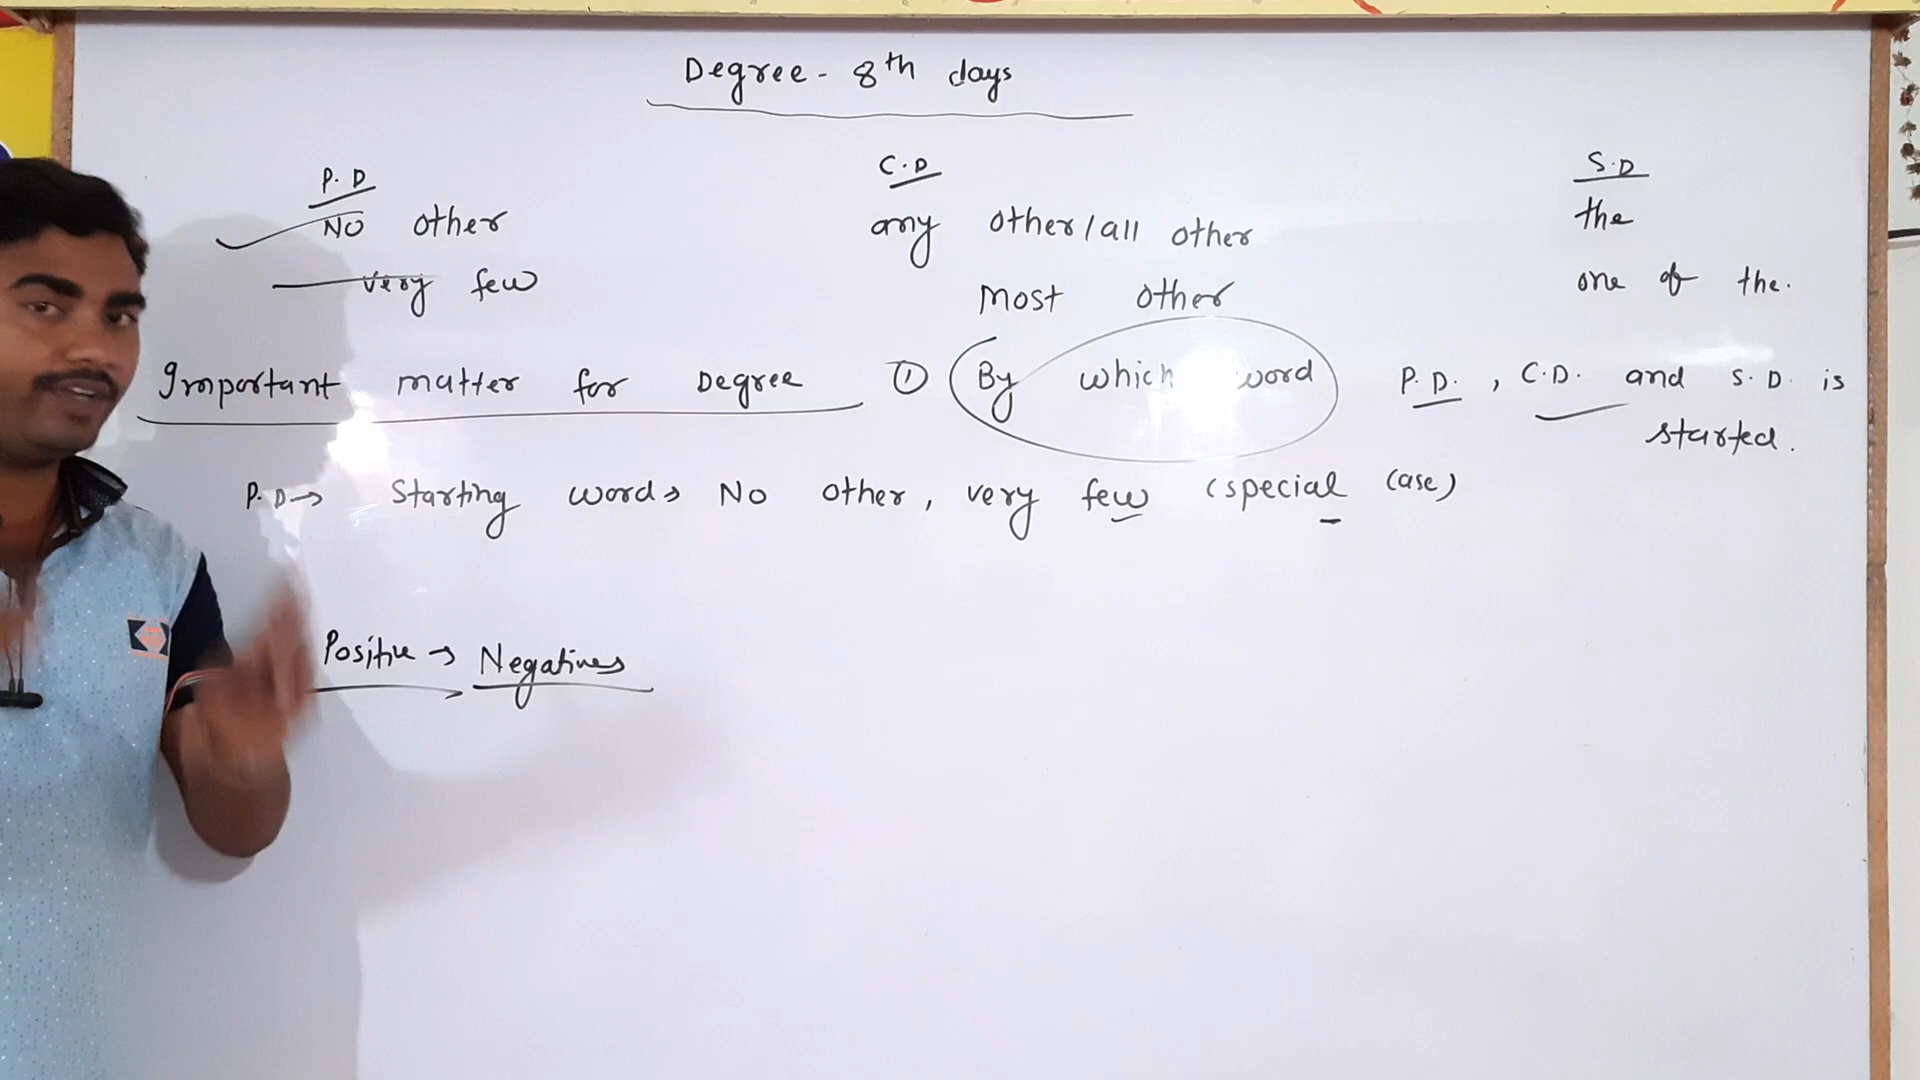 Degree - 8th days
P.D C.D S.D
No other any other/all other the
very few Most other one of the.
Important matter for Degree ① By which word P.D., C.D. and S.D. is
started.
P.D→ Starting word→ No other, very few (special case)
Positive → Negatives